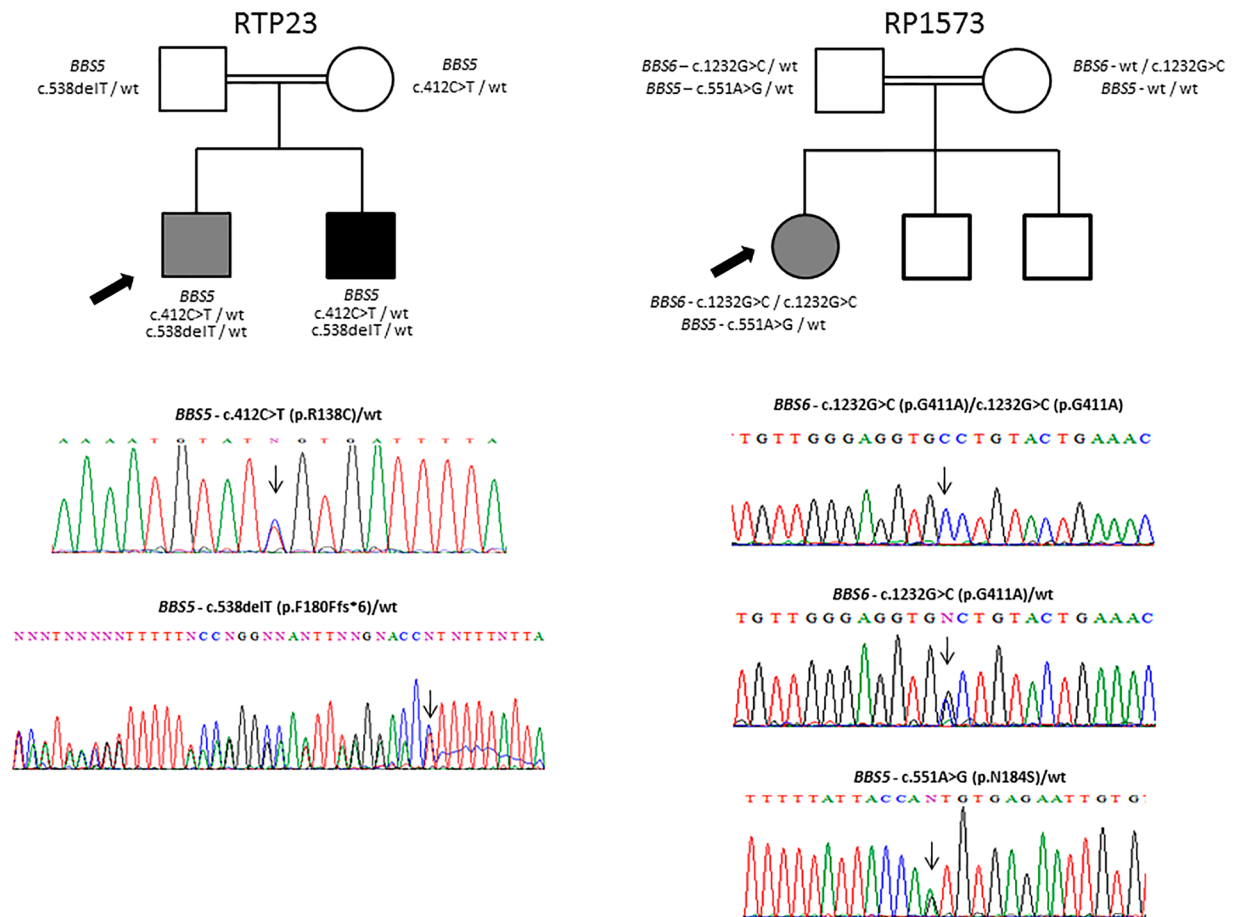 RTP23
BBS5
c.538delT / wt
BBS5
c.412C>T / wt
BBS5
c.412C>T / wt
c.538delT / wt
BBS5
c.412C>T / wt
c.538delT / wt
BBS5 - c.412C>T (p.R138C)/wt
A A A A T G T A T N G T G A T T T T A
BBS5 - c.538delT (p.F180Ffs*6)/wt
NNNTNNNNNTTTTTNCCNGGNNANTTNNGNACCNTNTTTNTTA
RP1573
BBS6 – c.1232G>C / wt
BBS5 – c.551A>G / wt
BBS6 - wt / c.1232G>C
BBS5 - wt / wt
BBS6 - c.1232G>C / c.1232G>C
BBS5 - c.551A>G / wt
BBS6 - c.1232G>C (p.G411A)/c.1232G>C (p.G411A)
TGTTGGGAGGTGCCTGTACTGAAAC
BBS6 - c.1232G>C (p.G411A)/wt
TGTTGGGAGGTGNCTGTACTGAAAC
BBS5 - c.551A>G (p.N184S)/wt
TTTTTATTACCANTGTGAGAATTGTG